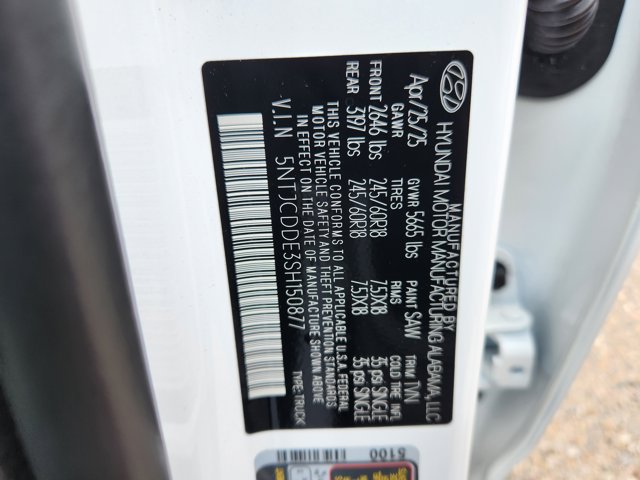 MANUFACTURED BY
HYUNDAI MOTOR MANUFACTURING ALABAMA, LLC
Apr/25/25 GVWR 5665 lbs PAINT SAW TRIM TVN
GAWR TIRES RIMS COLD TIRE INFL
FRONT 2646 lbs 245/60R18 7.5JX18 35 psi SINGLE
REAR 3197 lbs 245/60R18 7.5JX18 35 psi SINGLE
THIS VEHICLE CONFORMS TO ALL APPLICABLE U.S.A. FEDERAL
MOTOR VEHICLE SAFETY AND THEFT PREVENTION STANDARDS
IN EFFECT ON THE DATE OF MANUFACTURE SHOWN ABOVE.
V.I.N 5NTJCDDE3SH150877 TYPE: TRUCK
5100